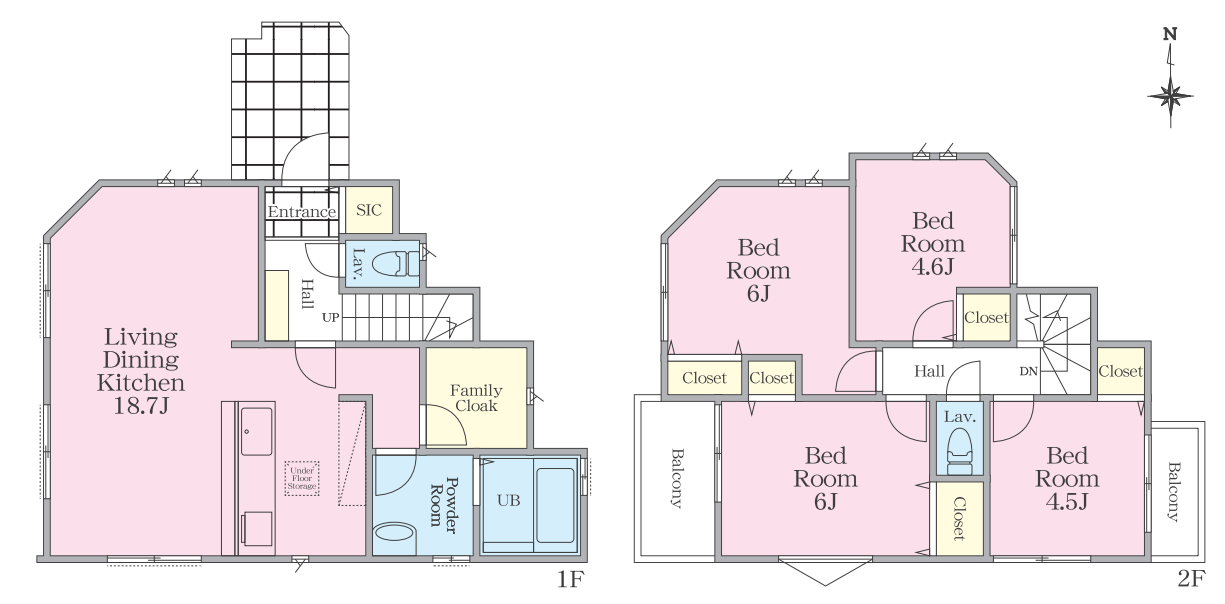 Entrance
SIC
Lav.
Hall
UP
Living
Dining
Kitchen
18.7J
Family
Cloak
Under
Floor
Storage
Powder
Room
UB
1F
N
Bed
Room
6J
Bed
Room
4.6J
Closet
Closet
Closet
Hall
DN
Closet
Balcony
Bed
Room
6J
Lav.
Closet
Bed
Room
4.5J
Balcony
2F